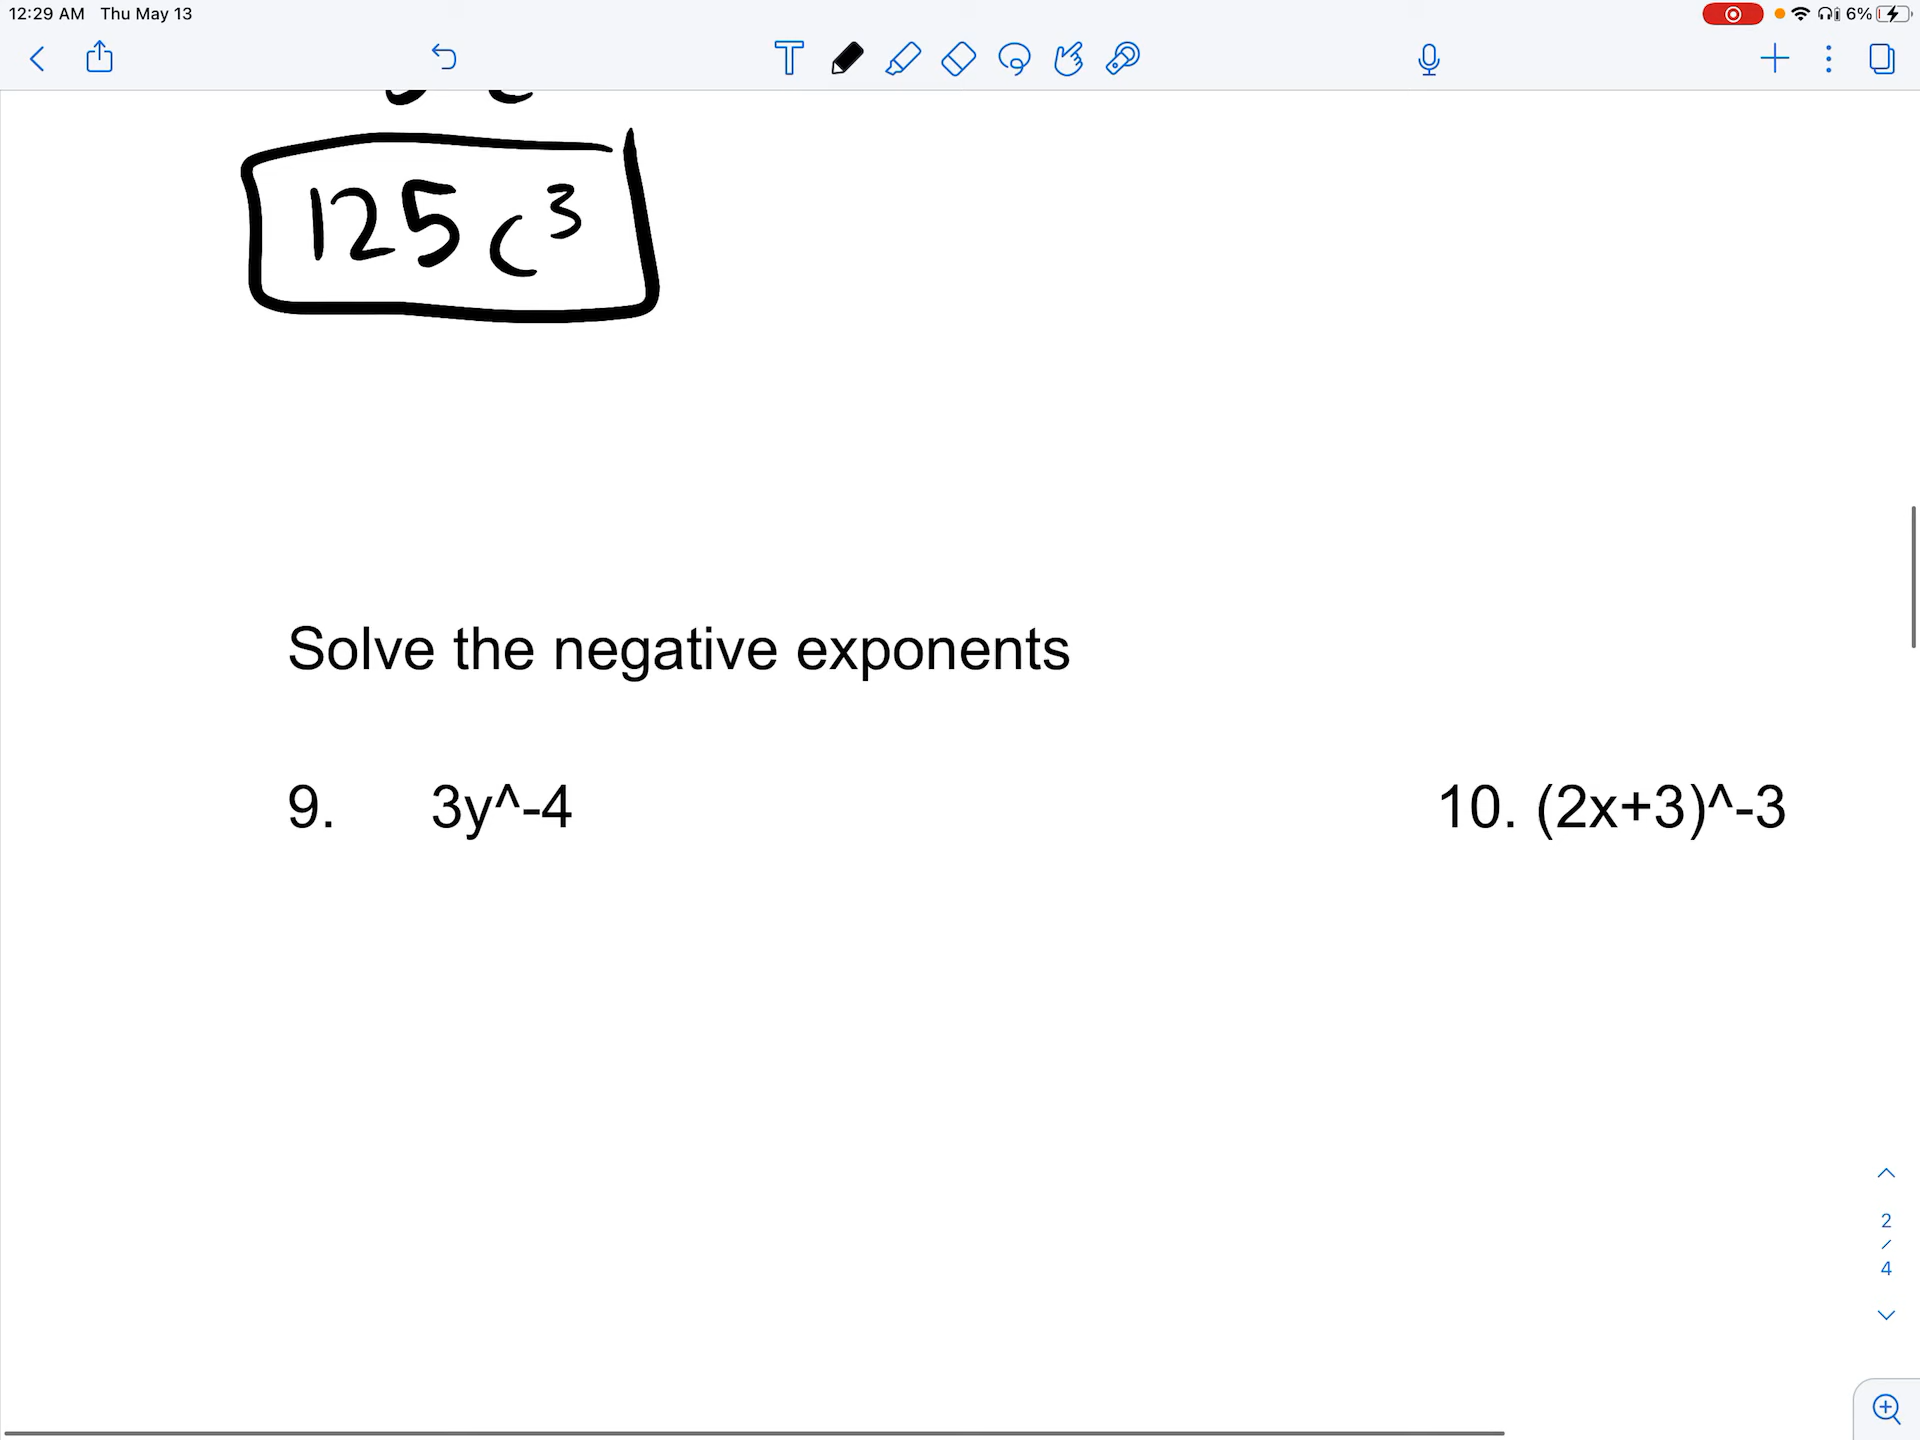 12:29 AM Thu May 13
6%
125c³
Solve the negative exponents
9. 3y^-4
10. (2x+3)^-3
2
/
4